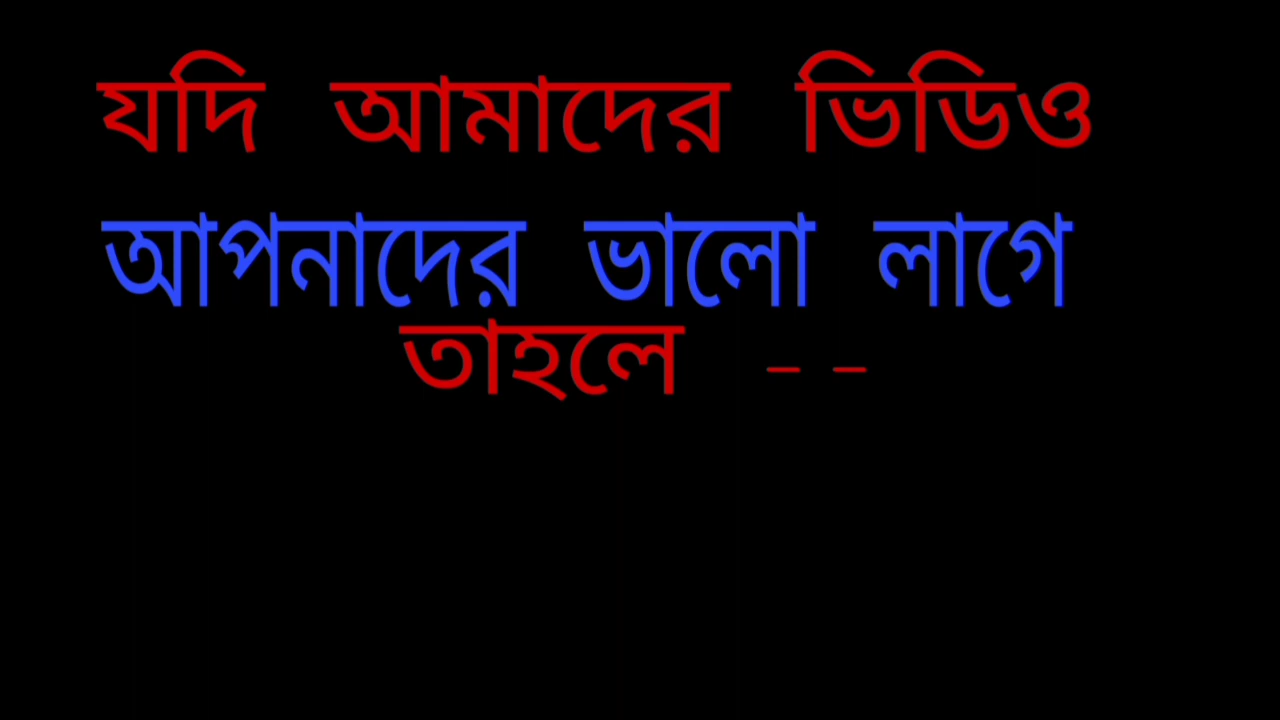 যদি আমাদের ভিডিও
আপনাদের ভালো লাগে
তাহলে - -